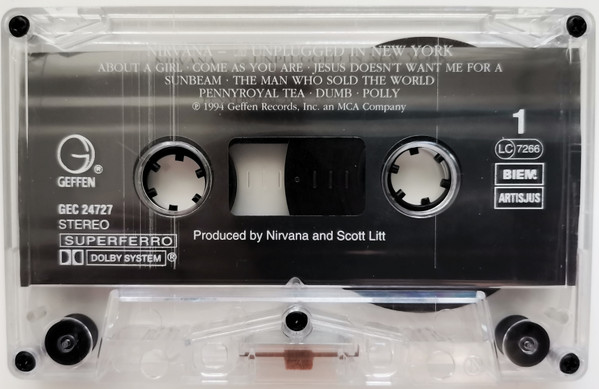 NIRVANA – UNPLUGGED IN NEW YORK
ABOUT A GIRL · COME AS YOU ARE · JESUS DOESN'T WANT ME FOR A
SUNBEAM · THE MAN WHO SOLD THE WORLD
PENNYROYAL TEA · DUMB · POLLY
℗ 1994 Geffen Records, Inc. an MCA Company
1
LC 7266
BIEM
ARTISJUS
G®
GEFFEN
GEC 24727
STEREO
SUPERFERRO
DOLBY SYSTEM ®
Produced by Nirvana and Scott Litt